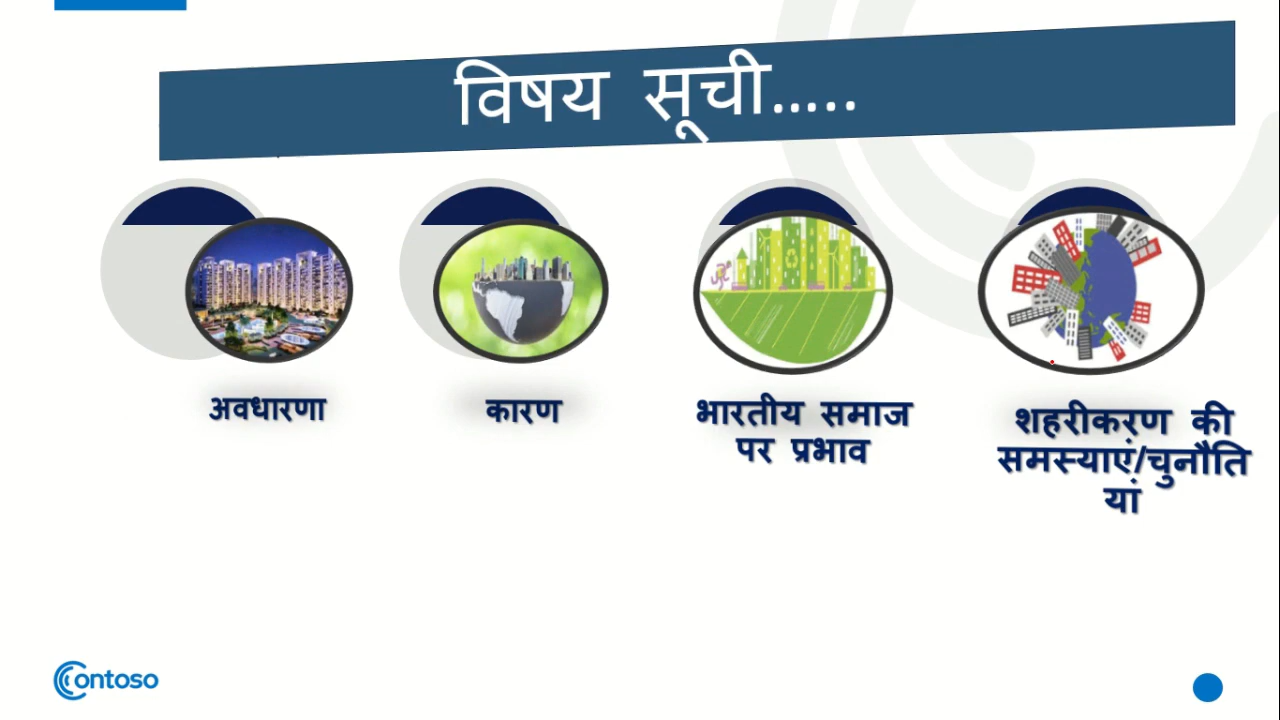 विषय सूची.....
अवधारणा
कारण
भारतीय समाज
पर प्रभाव
शहरीकरण की
समस्याएं/चुनौति
यां
Contoso